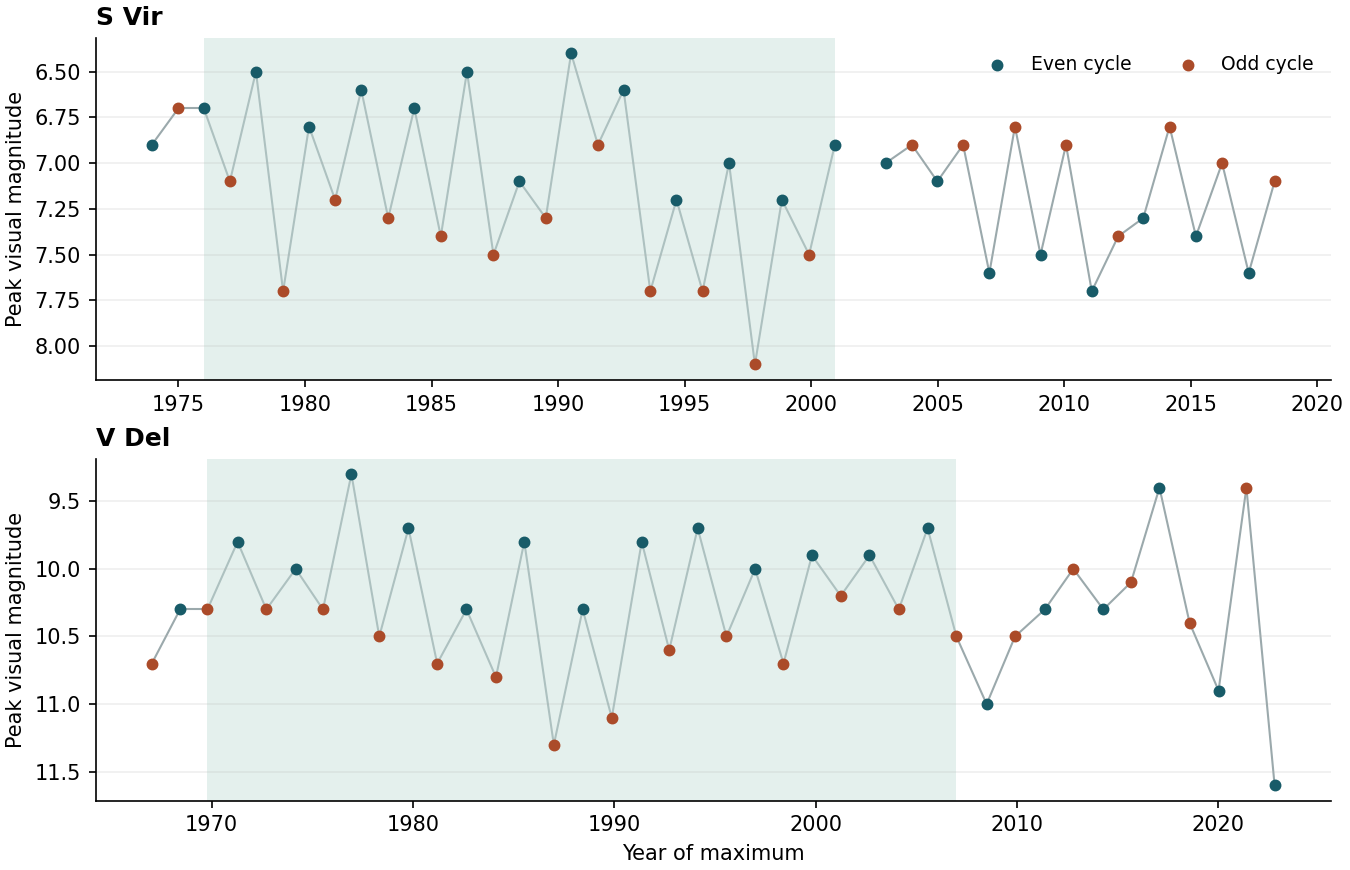 S Vir
Peak visual magnitude
6.50
6.75
7.00
7.25
7.50
7.75
8.00
Even cycle Odd cycle
1975 1980 1985 1990 1995 2000 2005 2010 2015 2020
V Del
Peak visual magnitude
9.5
10.0
10.5
11.0
11.5
1970 1980 1990 2000 2010 2020
Year of maximum